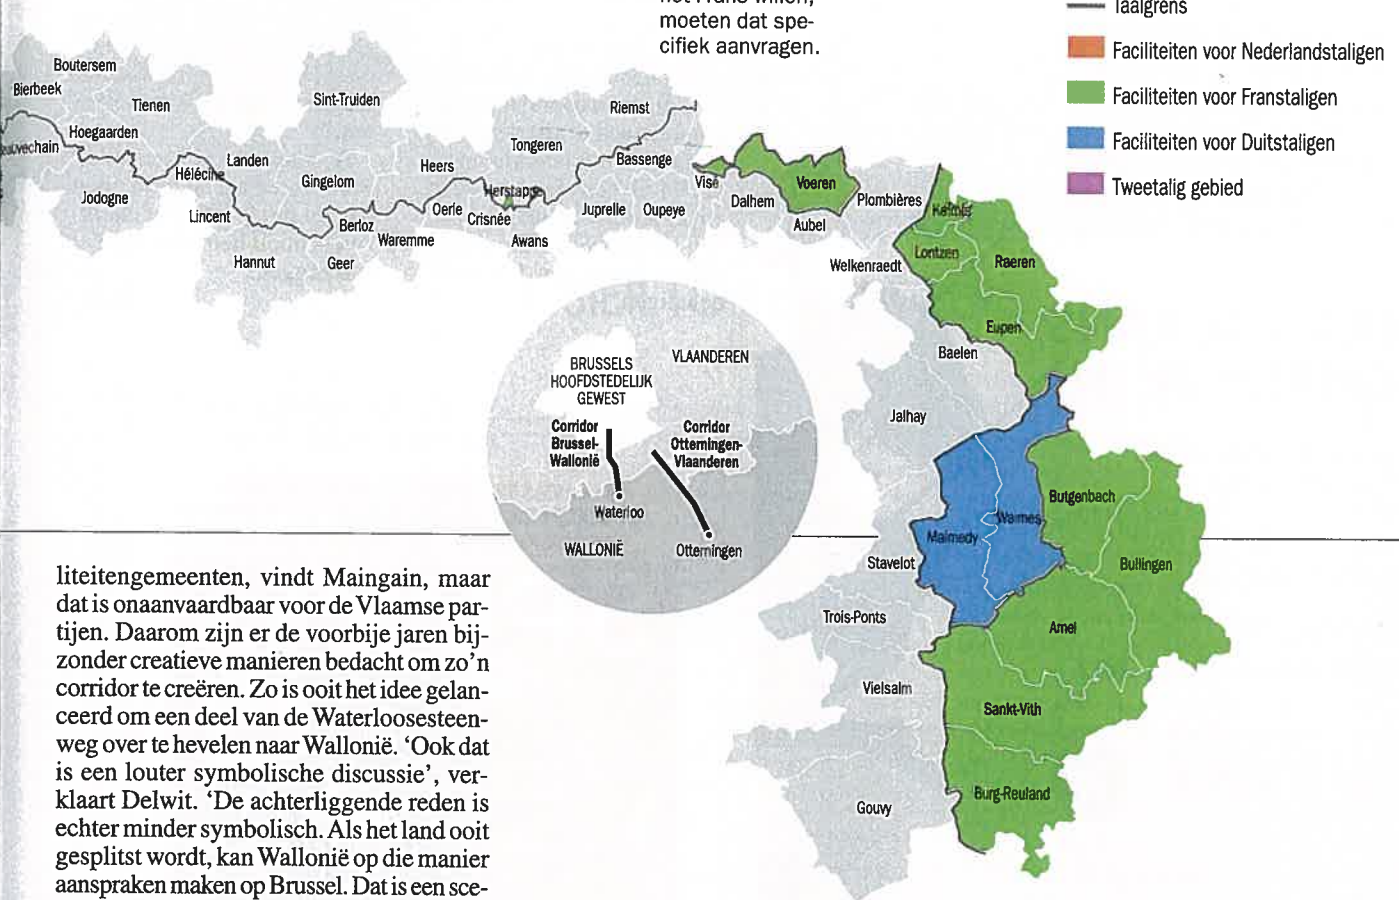 moeten dat spe-
cifiek aanvragen.
Taalgrens
Faciliteiten voor Nederlandstaligen
Faciliteiten voor Franstaligen
Faciliteiten voor Duitstaligen
Tweetalig gebied
Boutersem
Bierbeek
Tienen
Sint-Truiden
Riemst
Hoegaarden
Tongeren
Landen
Heers
Bassenge
Hélécine
Gingelom
Herstappe
Visé
Voeren
Jodogne
Dalhem
Plombières
Kelmis
Lincent
Berloz
Oerle
Crisnée
Juprelle
Oupeye
Aubel
Waremme
Awans
Hannut
Geer
Welkenraedt
Lontzen
Raeren
Eupen
Baelen
Jalhay
Butgenbach
Malmedy
Waimes
Bullingen
Stavelot
Trois-Ponts
Amel
Vielsalm
Sankt-Vith
Gouvy
Burg-Reuland
BRUSSELS
HOOFDSTEDELIJK
GEWEST
VLAANDEREN
Corridor
Brussel-
Wallonië
Corridor
Otterningen-
Vlaanderen
Waterloo
WALLONIË
Otterningen
liteitengemeenten, vindt Maingain, maar
dat is onaanvaardbaar voor de Vlaamse par-
tijen. Daarom zijn er de voorbije jaren bij-
zonder creatieve manieren bedacht om zo'n
corridor te creëren. Zo is ooit het idee gelan-
ceerd om een deel van de Waterloosesteen-
weg over te hevelen naar Wallonië. ‘Ook dat
is een louter symbolische discussie’, ver-
klaart Delwit. ‘De achterliggende reden is
echter minder symbolisch. Als het land ooit
gesplitst wordt, kan Wallonië op die manier
aanspraken maken op Brussel. Dat is een sce-